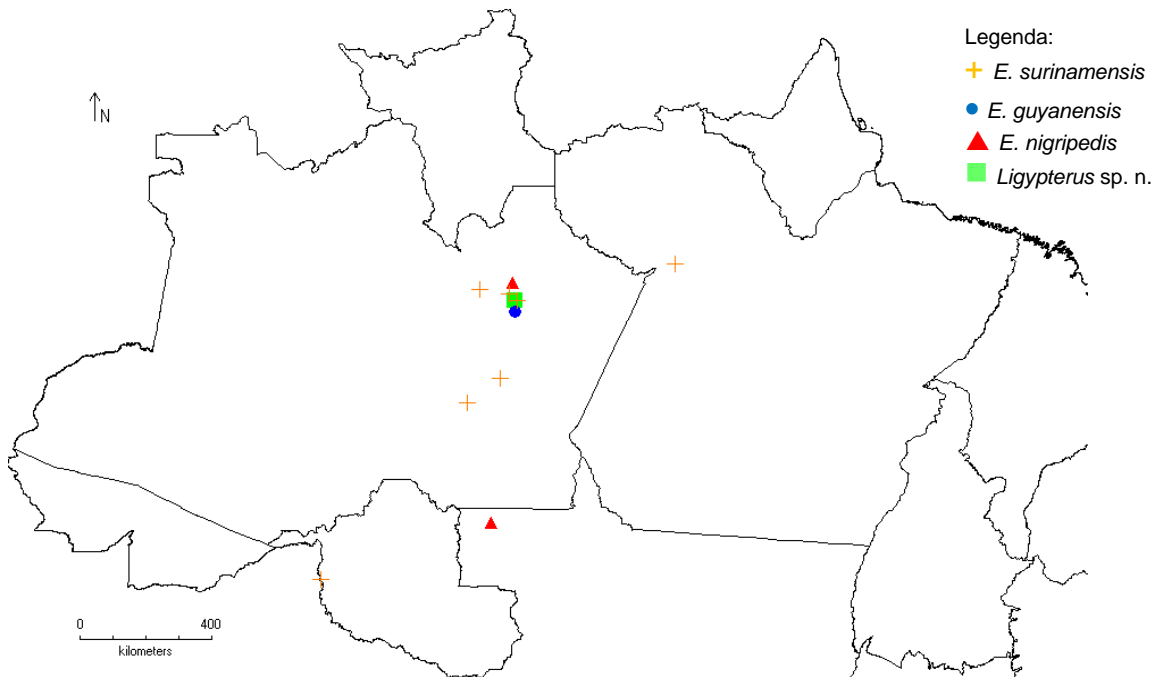 Legenda:
E. surinamensis
E. guyanensis
E. nigripedis
Ligypterus sp. n.
N
0 400
kilometers